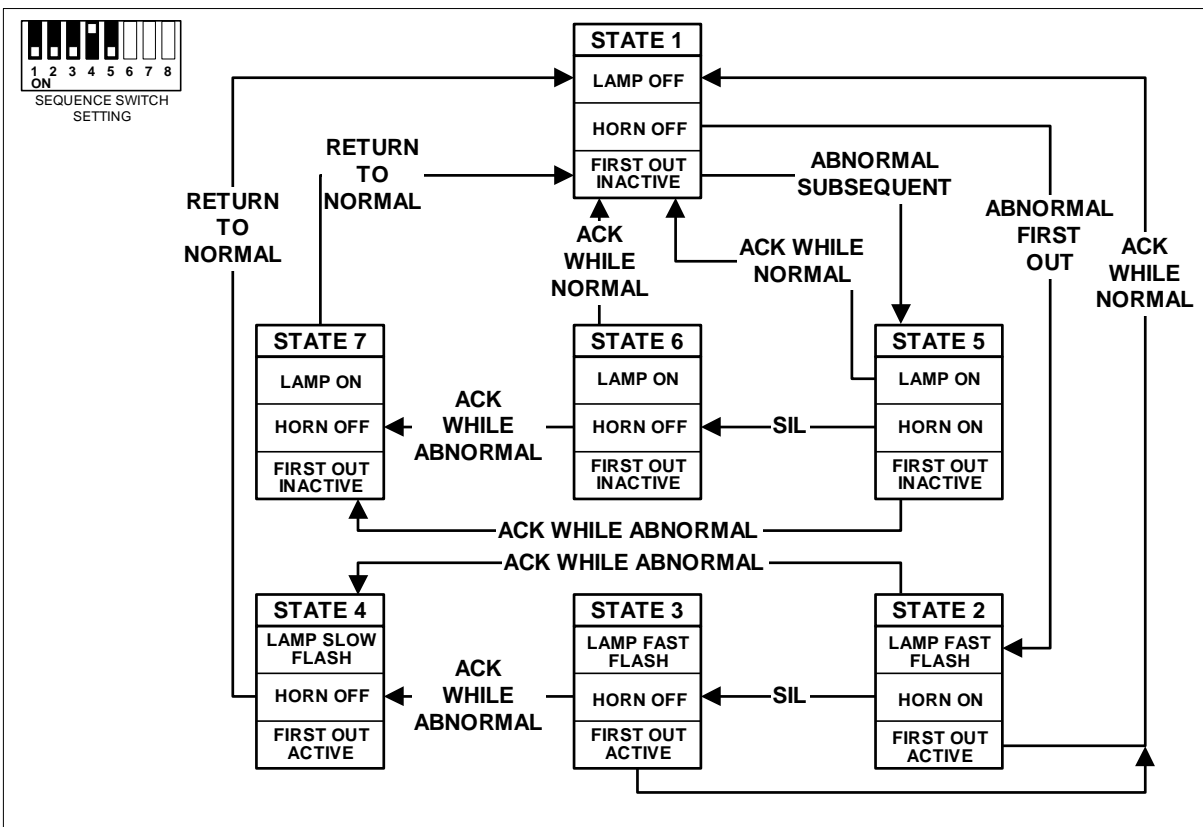 1 2 3 4 5 6 7 8
ON
SEQUENCE SWITCH
SETTING
STATE 1
LAMP OFF
HORN OFF
FIRST OUT
INACTIVE
RETURN
TO
NORMAL
RETURN
TO
NORMAL
ABNORMAL
SUBSEQUENT
ABNORMAL
FIRST
OUT
ACK
WHILE
NORMAL
ACK
WHILE
NORMAL
ACK WHILE
NORMAL
STATE 7
LAMP ON
HORN OFF
FIRST OUT
INACTIVE
ACK
WHILE
ABNORMAL
STATE 6
LAMP ON
HORN OFF
FIRST OUT
INACTIVE
SIL
STATE 5
LAMP ON
HORN ON
FIRST OUT
INACTIVE
ACK WHILE ABNORMAL
ACK WHILE ABNORMAL
STATE 4
LAMP SLOW
FLASH
HORN OFF
FIRST OUT
ACTIVE
ACK
WHILE
ABNORMAL
STATE 3
LAMP FAST
FLASH
HORN OFF
FIRST OUT
ACTIVE
SIL
STATE 2
LAMP FAST
FLASH
HORN ON
FIRST OUT
ACTIVE